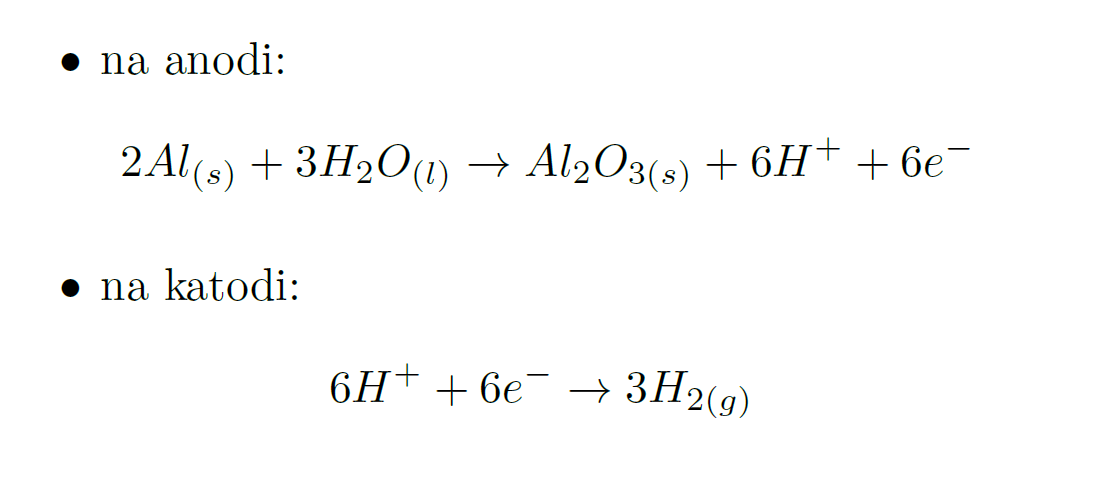 • na anodi:
2Al₍ₛ₎ + 3H₂O₍ₗ₎ → Al₂O₃₍ₛ₎ + 6H⁺ + 6e⁻
• na katodi:
6H⁺ + 6e⁻ → 3H₂₍g₎